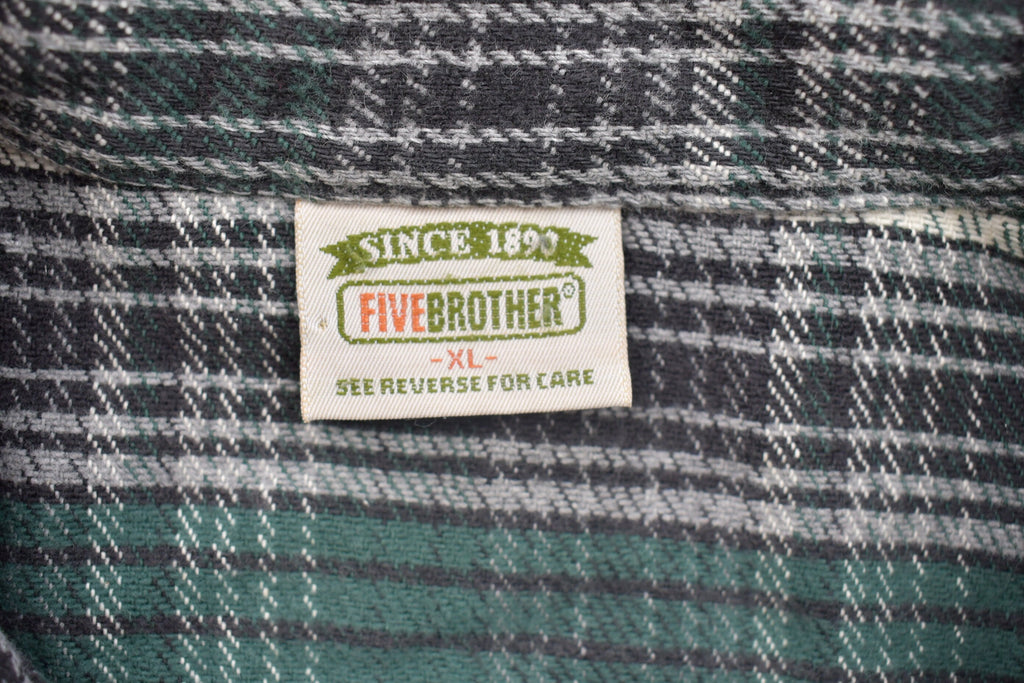 SINCE 1890
FIVEBROTHER®
-XL-
SEE REVERSE FOR CARE